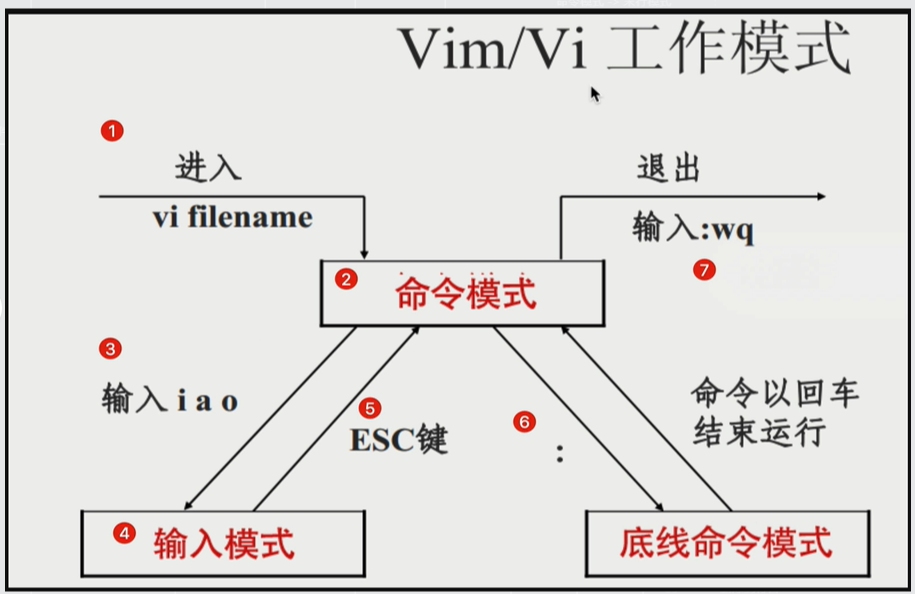 Vim/Vi 工作模式
1
进入
vi filename
退出
输入:wq
7
2
命令模式
3
输入 i a o
5
ESC键
6
:
命令以回车
结束运行
4
输入模式
底线命令模式